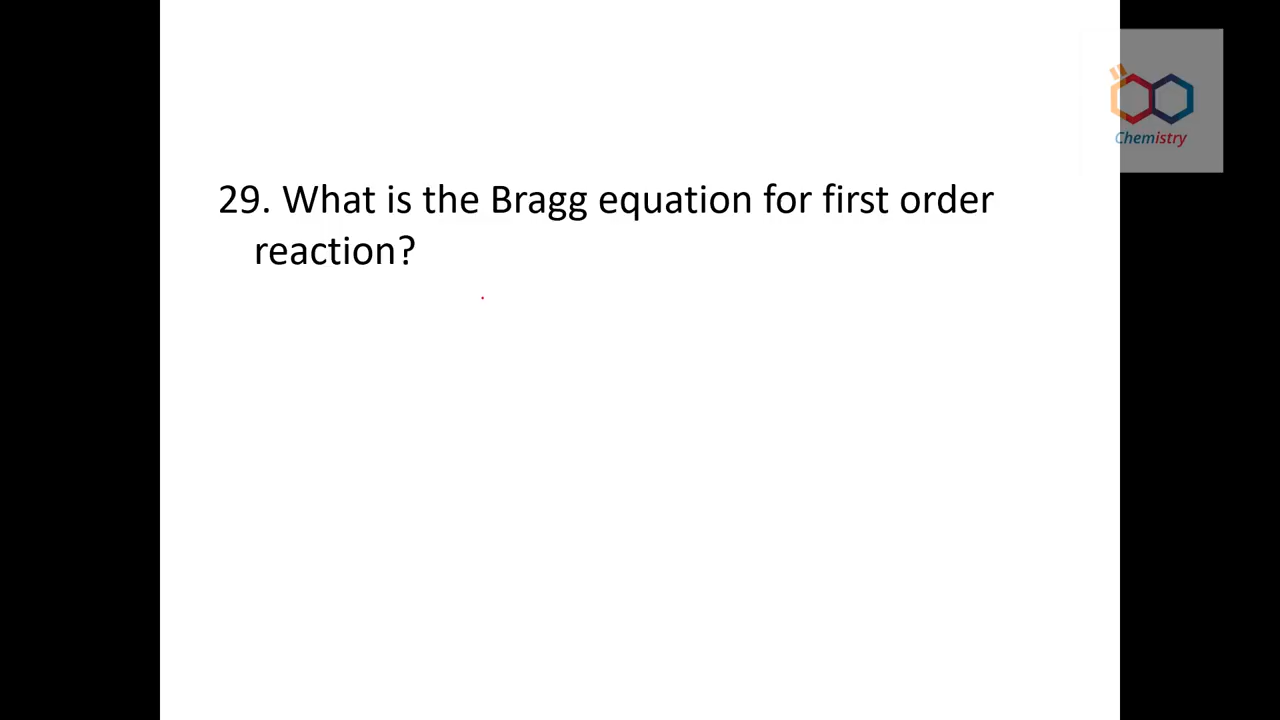 Chemistry
29. What is the Bragg equation for first order
reaction?